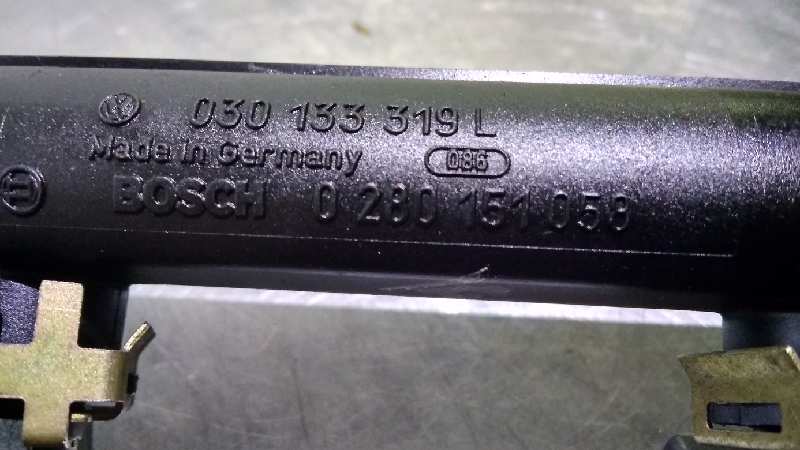 030 133 319 L
Made in Germany 086
BOSCH 0 280 151 058